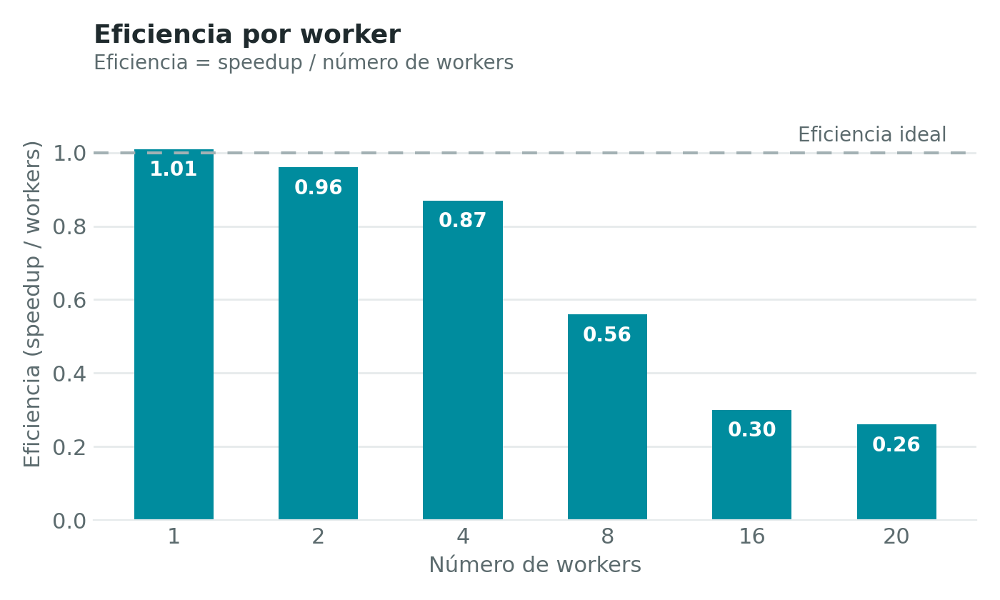 Eficiencia por worker
Eficiencia = speedup / número de workers
Eficiencia ideal
Eficiencia (speedup / workers)
1.0
0.8
0.6
0.4
0.2
0.0
1.01
0.96
0.87
0.56
0.30
0.26
1 2 4 8 16 20
Número de workers